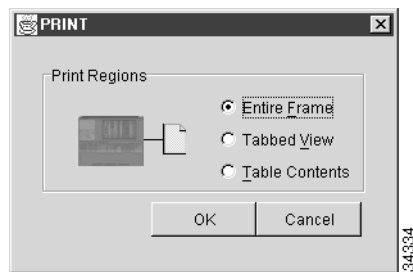 PRINT
Print Regions
Entire Frame
Tabbed View
Table Contents
OK Cancel
34334